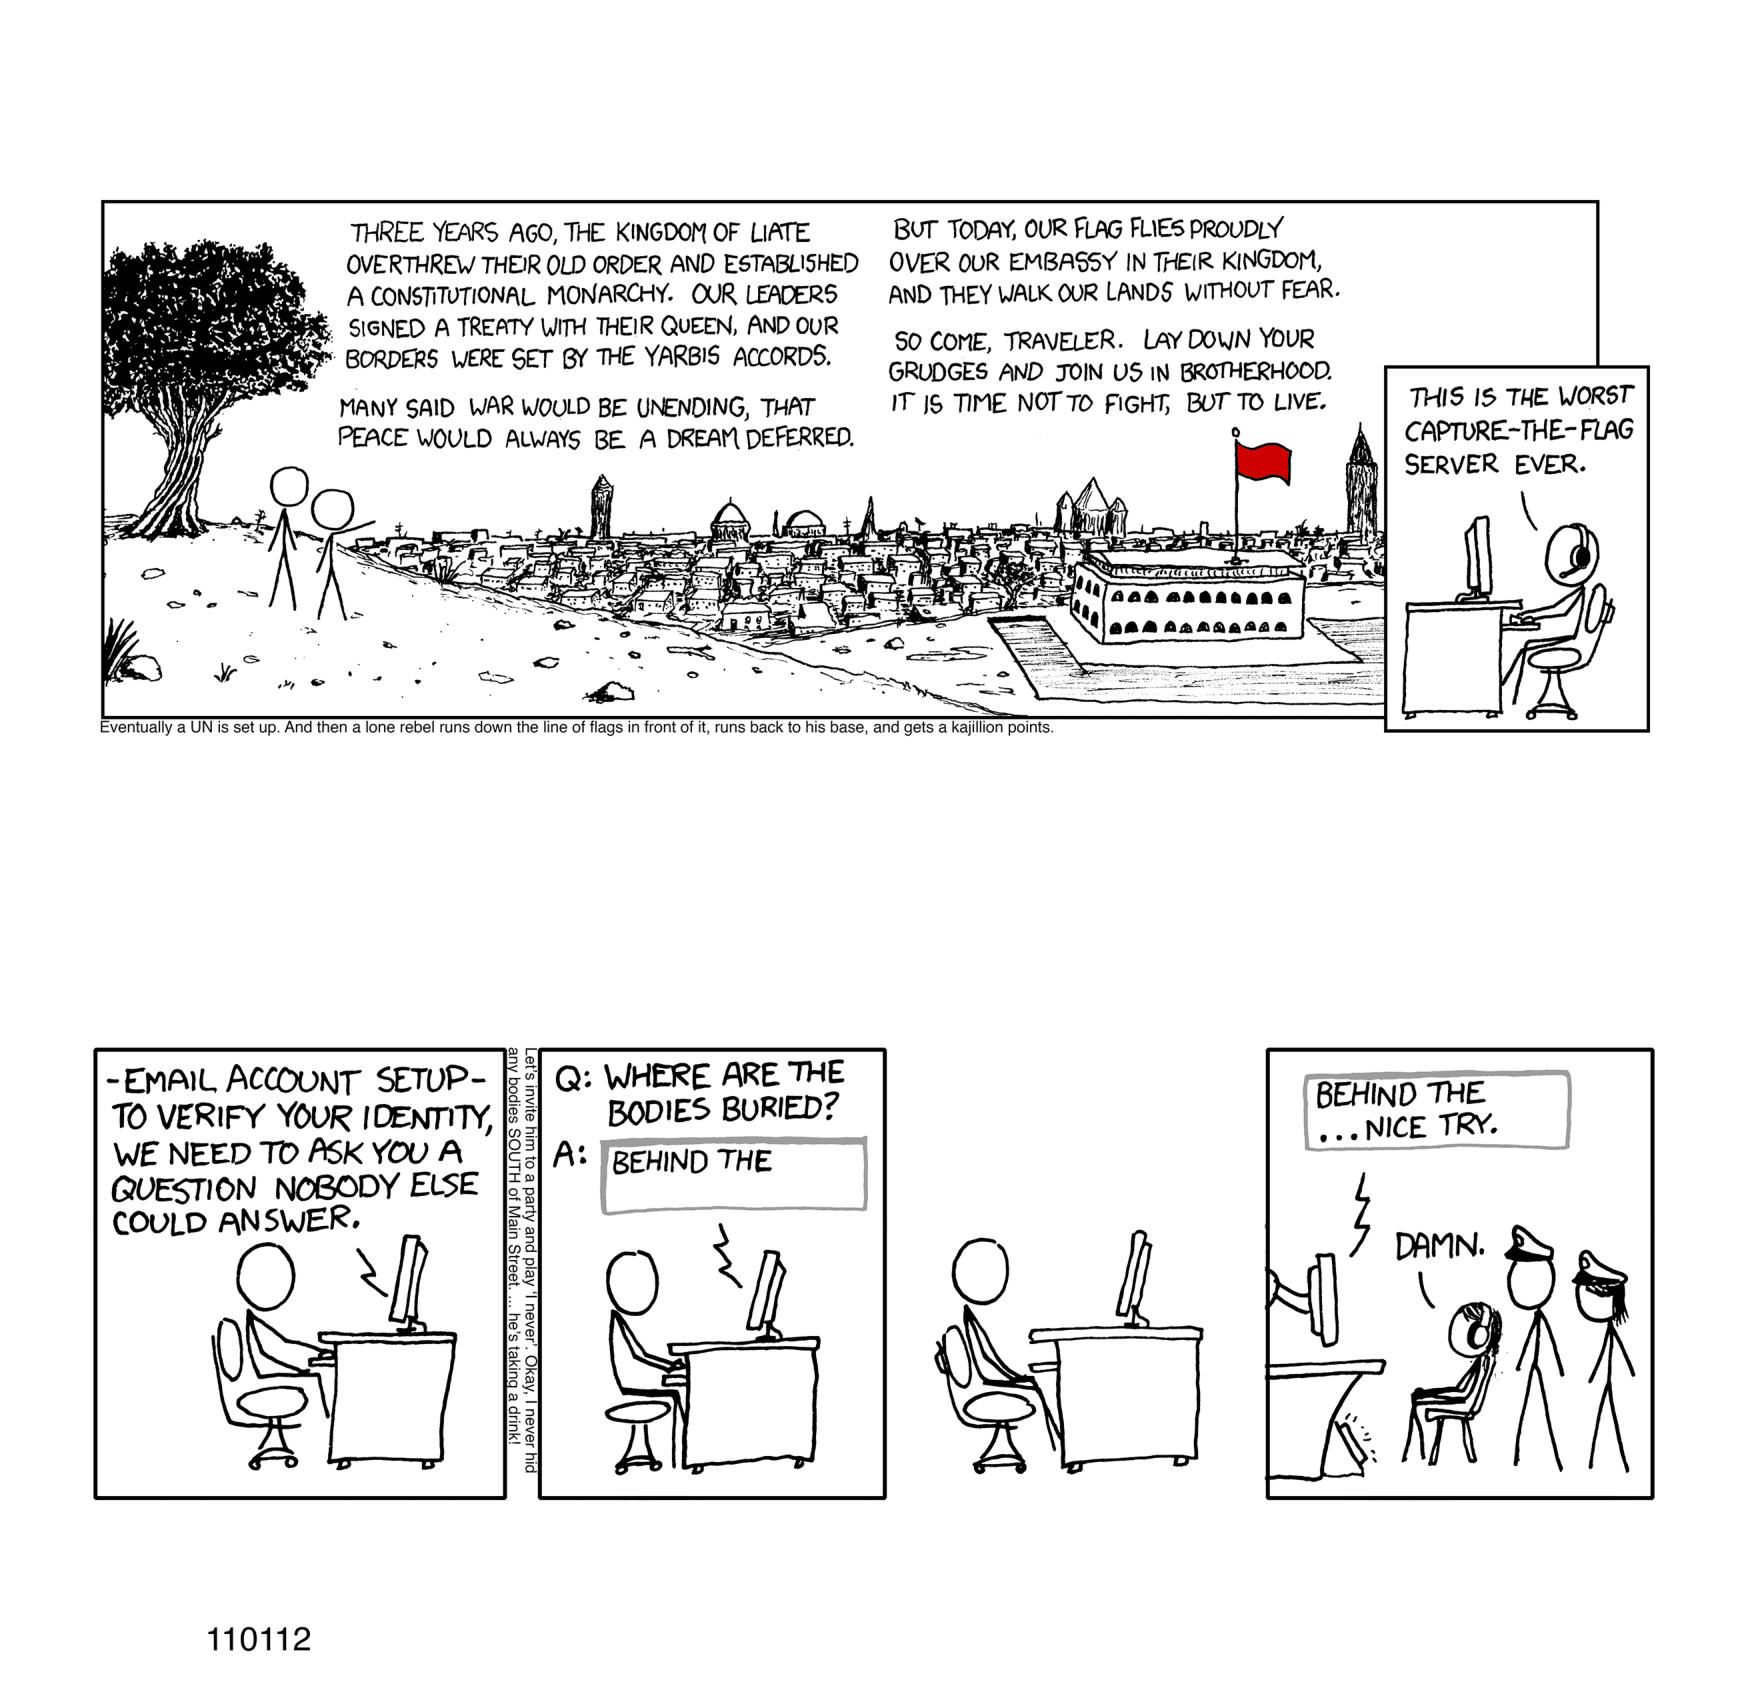 THREE YEARS AGO, THE KINGDOM OF LIATE
OVERTHREW THEIR OLD ORDER AND ESTABLISHED
A CONSTITUTIONAL MONARCHY. OUR LEADERS
SIGNED A TREATY WITH THEIR QUEEN, AND OUR
BORDERS WERE SET BY THE YARBIS ACCORDS.
MANY SAID WAR WOULD BE UNENDING, THAT
PEACE WOULD ALWAYS BE A DREAM DEFERRED.
BUT TODAY, OUR FLAG FLIES PROUDLY
OVER OUR EMBASSY IN THEIR KINGDOM,
AND THEY WALK OUR LANDS WITHOUT FEAR.
SO COME, TRAVELER. LAY DOWN YOUR
GRUDGES AND JOIN US IN BROTHERHOOD.
IT IS TIME NOT TO FIGHT, BUT TO LIVE.
THIS IS THE WORST
CAPTURE-THE-FLAG
SERVER EVER.
Eventually a UN is set up. And then a lone rebel runs down the line of flags in front of it, runs back to his base, and gets a kajillion points.
-EMAIL ACCOUNT SETUP-
TO VERIFY YOUR IDENTITY,
WE NEED TO ASK YOU A
QUESTION NOBODY ELSE
COULD ANSWER.
Let's invite him to a party and play 'I never'. Okay, I never hid
any bodies SOUTH of Main Street. ... he's taking a drink!
Q: WHERE ARE THE
BODIES BURIED?
A: BEHIND THE
BEHIND THE
...NICE TRY.
DAMN.
110112